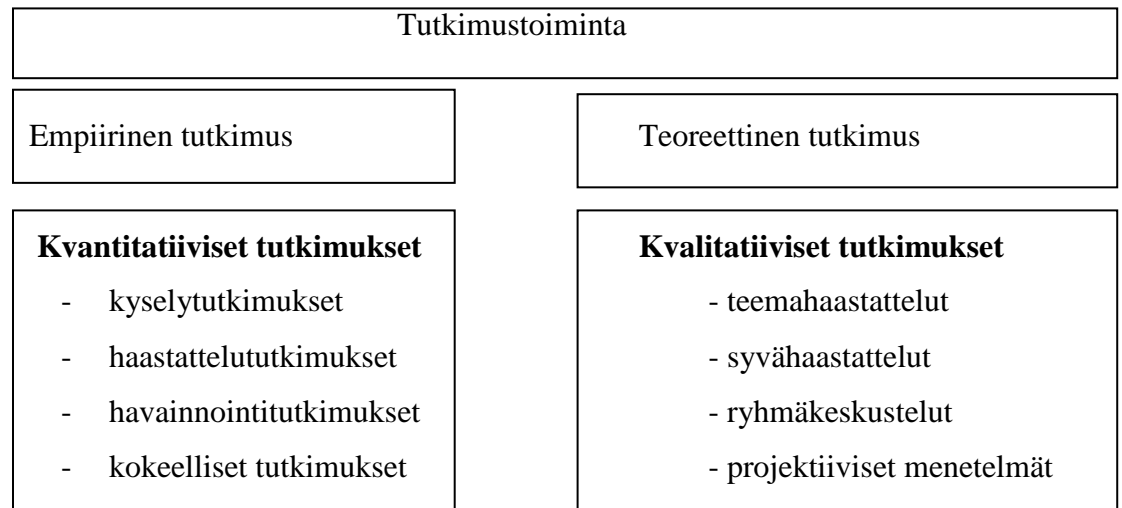 Tutkimustoiminta
Empiirinen tutkimus
Teoreettinen tutkimus
Kvantitatiiviset tutkimukset
- kyselytutkimukset
- haastattelututkimukset
- havainnointitutkimukset
- kokeelliset tutkimukset
Kvalitatiiviset tutkimukset
- teemahaastattelut
- syvähaastattelut
- ryhmäkeskustelut
- projektiiviset menetelmät